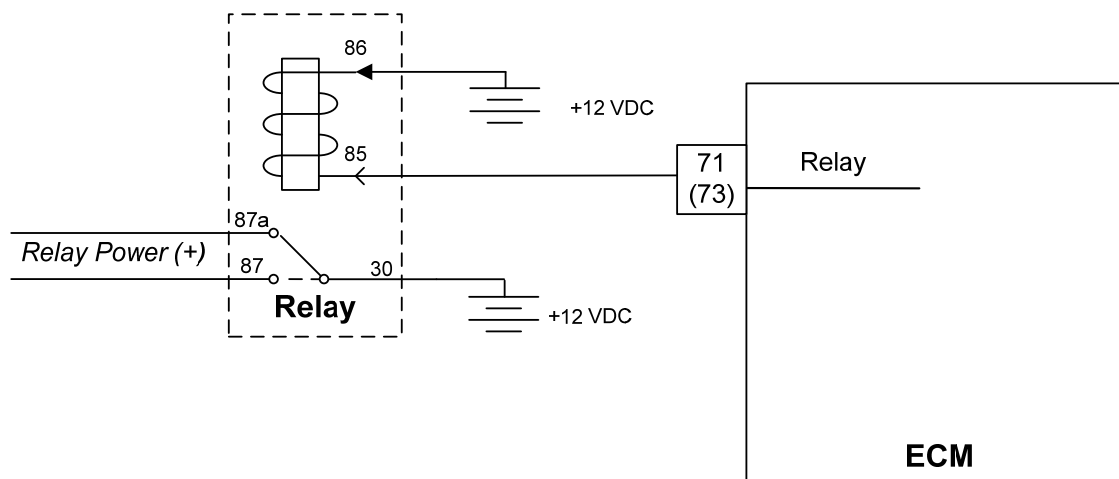 86
+12 VDC
85
71
(73)
Relay
87a
Relay Power (+)
87
30
Relay
+12 VDC
ECM